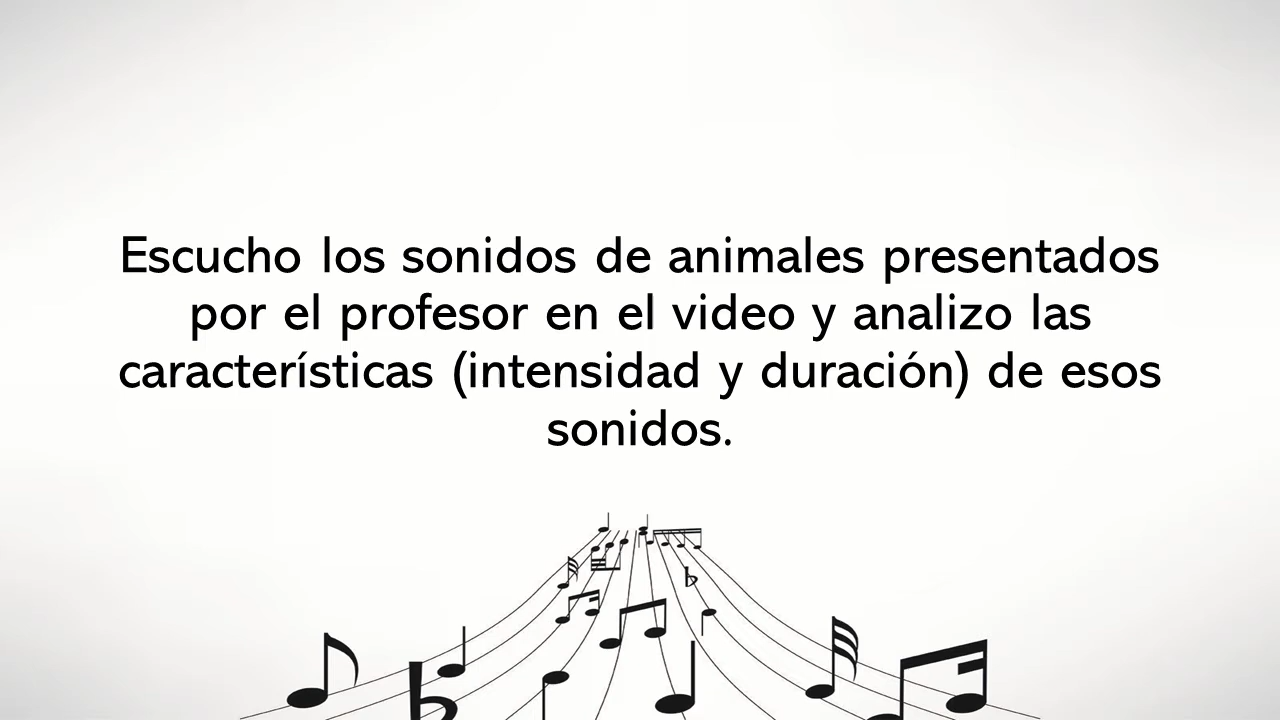 Escucho los sonidos de animales presentados
por el profesor en el video y analizo las
características (intensidad y duración) de esos
sonidos.